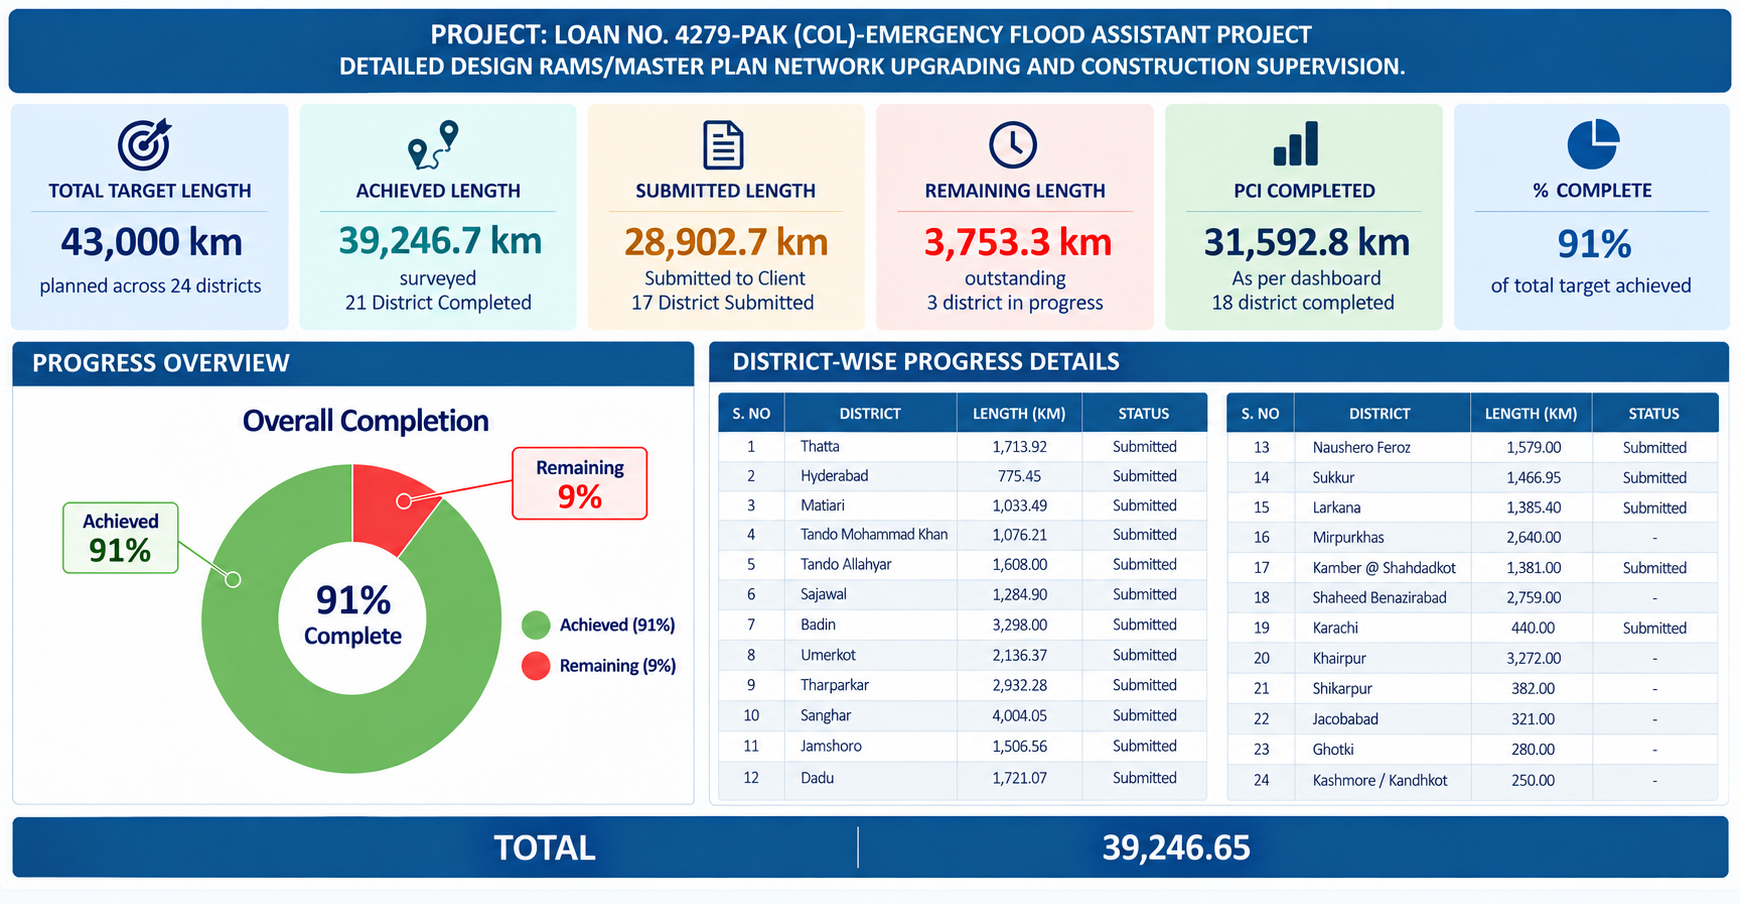 PROJECT: LOAN NO. 4279-PAK (COL)-EMERGENCY FLOOD ASSISTANT PROJECT
DETAILED DESIGN RAMS/MASTER PLAN NETWORK UPGRADING AND CONSTRUCTION SUPERVISION.
TOTAL TARGET LENGTH
43,000 km
planned across 24 districts
ACHIEVED LENGTH
39,246.7 km
surveyed
21 District Completed
SUBMITTED LENGTH
28,902.7 km
Submitted to Client
17 District Submitted
REMAINING LENGTH
3,753.3 km
outstanding
3 district in progress
PCI COMPLETED
31,592.8 km
As per dashboard
18 district completed
% COMPLETE
91%
of total target achieved
PROGRESS OVERVIEW
Overall Completion
Remaining
9%
Achieved
91%
91%
Complete
Achieved (91%)
Remaining (9%)
DISTRICT-WISE PROGRESS DETAILS
S. NO DISTRICT LENGTH (KM) STATUS
1 Thatta 1,713.92 Submitted
2 Hyderabad 775.45 Submitted
3 Matiari 1,033.49 Submitted
4 Tando Mohammad Khan 1,076.21 Submitted
5 Tando Allahyar 1,608.00 Submitted
6 Sajawal 1,284.90 Submitted
7 Badin 3,298.00 Submitted
8 Umerkot 2,136.37 Submitted
9 Tharparkar 2,932.28 Submitted
10 Sanghar 4,004.05 Submitted
11 Jamshoro 1,506.56 Submitted
12 Dadu 1,721.07 Submitted
S. NO DISTRICT LENGTH (KM) STATUS
13 Naushero Feroz 1,579.00 Submitted
14 Sukkur 1,466.95 Submitted
15 Larkana 1,385.40 Submitted
16 Mirpurkhas 2,640.00 -
17 Kamber @ Shahdadkot 1,381.00 Submitted
18 Shaheed Benazirabad 2,759.00 -
19 Karachi 440.00 Submitted
20 Khairpur 3,272.00 -
21 Shikarpur 382.00 -
22 Jacobabad 321.00 -
23 Ghotki 280.00 -
24 Kashmore / Kandhkot 250.00 -
TOTAL 39,246.65